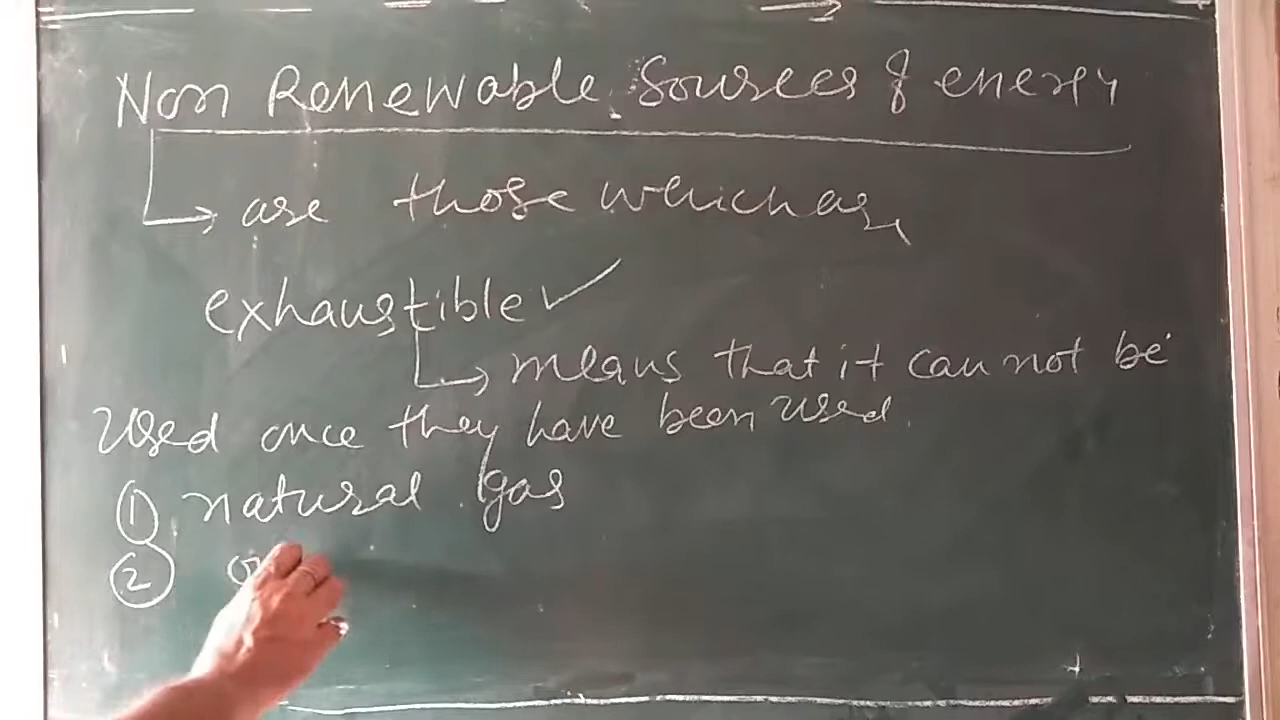 Non Renewable Sources of energy
are those which are
exhaustible ✓
means that it can not be
Used once they have been used.
① natural gas
②